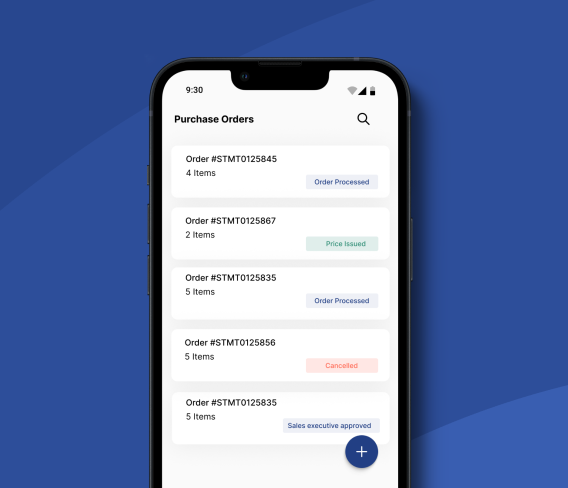 9:30
Purchase Orders
Order #STMT0125845
4 Items
Order Processed
Order #STMT0125867
2 Items
Price Issued
Order #STMT0125835
5 Items
Order Processed
Order #STMT0125856
5 Items
Cancelled
Order #STMT0125835
5 Items
Sales executive approved